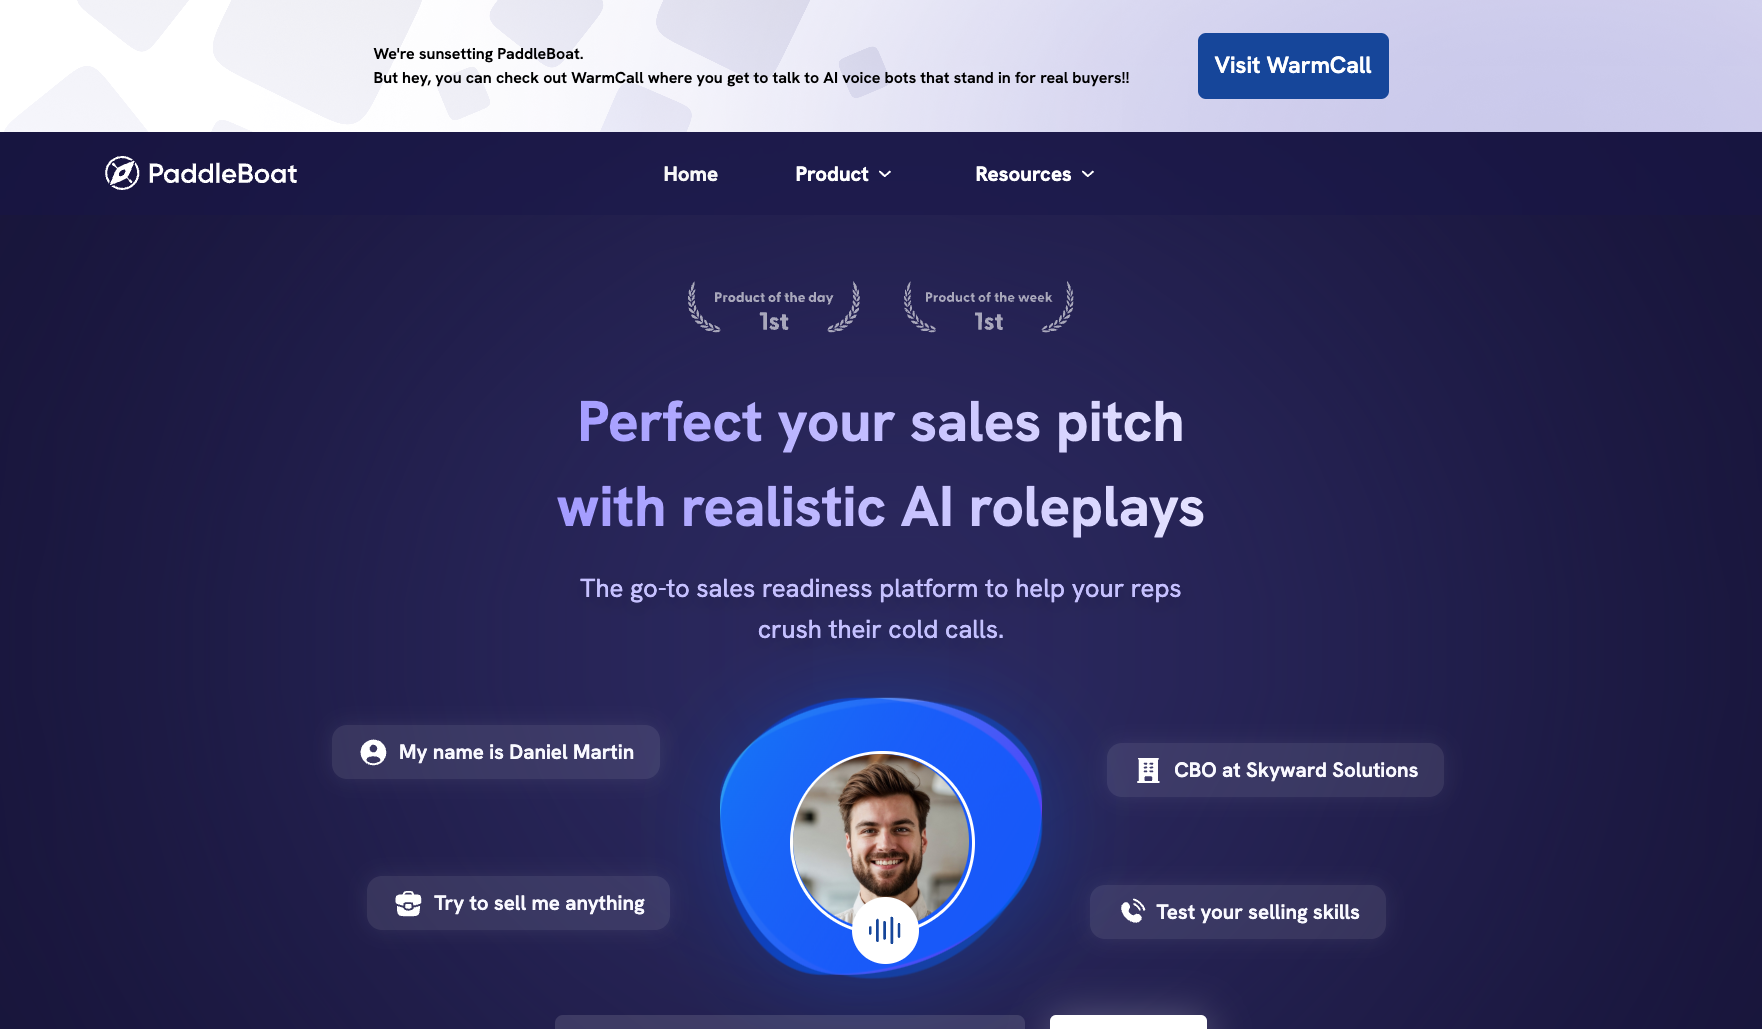 We're sunsetting PaddleBoat.
But hey, you can check out WarmCall where you get to talk to AI voice bots that stand in for real buyers!!
Visit WarmCall
PaddleBoat
Home
Product
Resources
Product of the day
1st
Product of the week
1st
Perfect your sales pitch
with realistic AI roleplays
The go-to sales readiness platform to help your reps
crush their cold calls.
My name is Daniel Martin
CBO at Skyward Solutions
Try to sell me anything
Test your selling skills